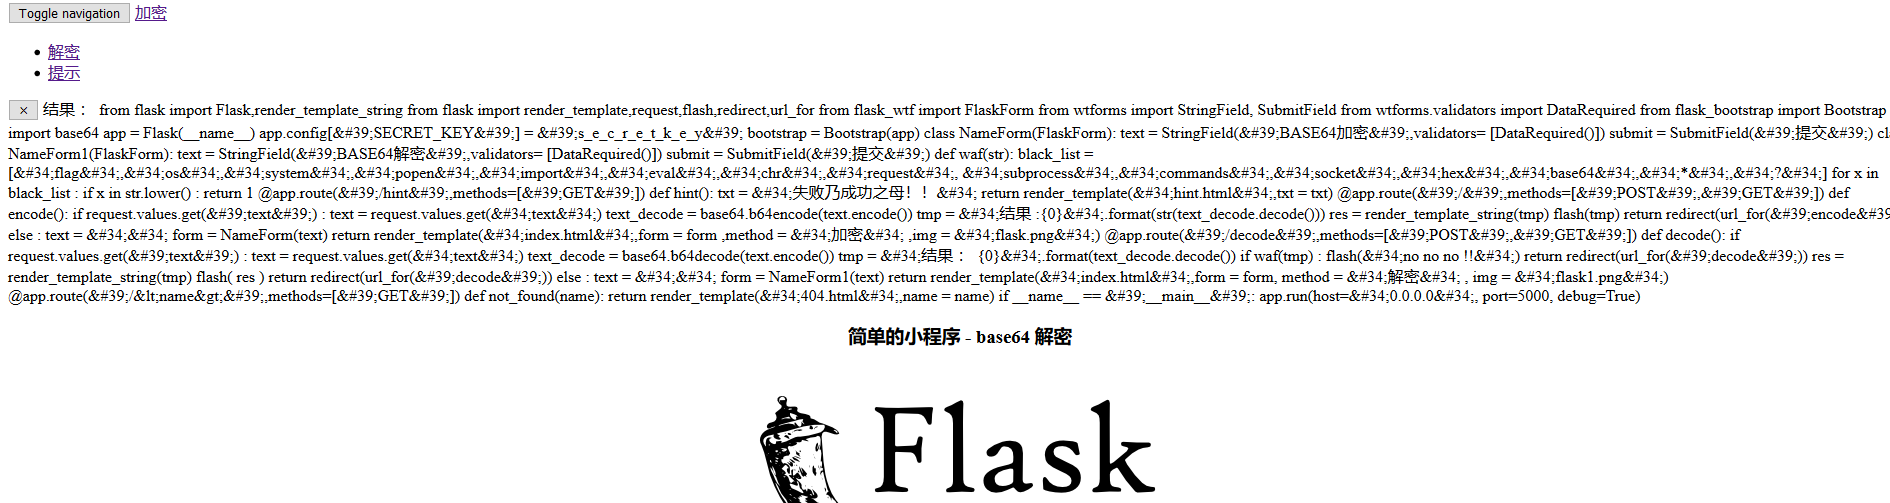 Toggle navigation 加密
解密
提示
× 结果 ： from flask import Flask,render_template_string from flask import render_template,request,flash,redirect,url_for from flask_wtf import FlaskForm from wtforms import StringField, SubmitField from wtforms.validators import DataRequired from flask_bootstrap import Bootstrap
import base64 app = Flask(__name__) app.config[&#39;SECRET_KEY&#39;] = &#39;s_e_c_r_e_t_k_e_y&#39; bootstrap = Bootstrap(app) class NameForm(FlaskForm): text = StringField(&#39;BASE64加密&#39;,validators= [DataRequired()]) submit = SubmitField(&#39;提交&#39;) cl
NameForm1(FlaskForm): text = StringField(&#39;BASE64解密&#39;,validators= [DataRequired()]) submit = SubmitField(&#39;提交&#39;) def waf(str): black_list =
[&#34;flag&#34;,&#34;os&#34;,&#34;system&#34;,&#34;popen&#34;,&#34;import&#34;,&#34;eval&#34;,&#34;chr&#34;,&#34;request&#34;, &#34;subprocess&#34;,&#34;commands&#34;,&#34;socket&#34;,&#34;hex&#34;,&#34;base64&#34;,&#34;*&#34;,&#34;?&#34;] for x in
black_list : if x in str.lower() : return 1 @app.route(&#39;/hint&#39;,methods=[&#39;GET&#39;]) def hint(): txt = &#34;失败乃成功之母！！&#34; return render_template(&#34;hint.html&#34;,txt = txt) @app.route(&#39;/&#39;,methods=[&#39;POST&#39;,&#39;GET&#39;]) def
encode(): if request.values.get(&#39;text&#39;) : text = request.values.get(&#34;text&#34;) text_decode = base64.b64encode(text.encode()) tmp = &#34;结果 :{0}&#34;.format(str(text_decode.decode())) res = render_template_string(tmp) flash(tmp) return redirect(url_for(&#39;encode&#39
else : text = &#34;&#34; form = NameForm(text) return render_template(&#34;index.html&#34;,form = form ,method = &#34;加密&#34; ,img = &#34;flask.png&#34;) @app.route(&#39;/decode&#39;,methods=[&#39;POST&#39;,&#39;GET&#39;]) def decode(): if
request.values.get(&#39;text&#39;) : text = request.values.get(&#34;text&#34;) text_decode = base64.b64decode(text.encode()) tmp = &#34;结果 ： {0}&#34;.format(text_decode.decode()) if waf(tmp) : flash(&#34;no no no !!&#34;) return redirect(url_for(&#39;decode&#39;)) res =
render_template_string(tmp) flash( res ) return redirect(url_for(&#39;decode&#39;)) else : text = &#34;&#34; form = NameForm1(text) return render_template(&#34;index.html&#34;,form = form, method = &#34;解密&#34; , img = &#34;flask1.png&#34;)
@app.route(&#39;/&lt;name&gt;&#39;,methods=[&#39;GET&#39;]) def not_found(name): return render_template(&#34;404.html&#34;,name = name) if __name__ == &#39;__main__&#39;: app.run(host=&#34;0.0.0.0&#34;, port=5000, debug=True)
简单的小程序 - base64 解密
Flask